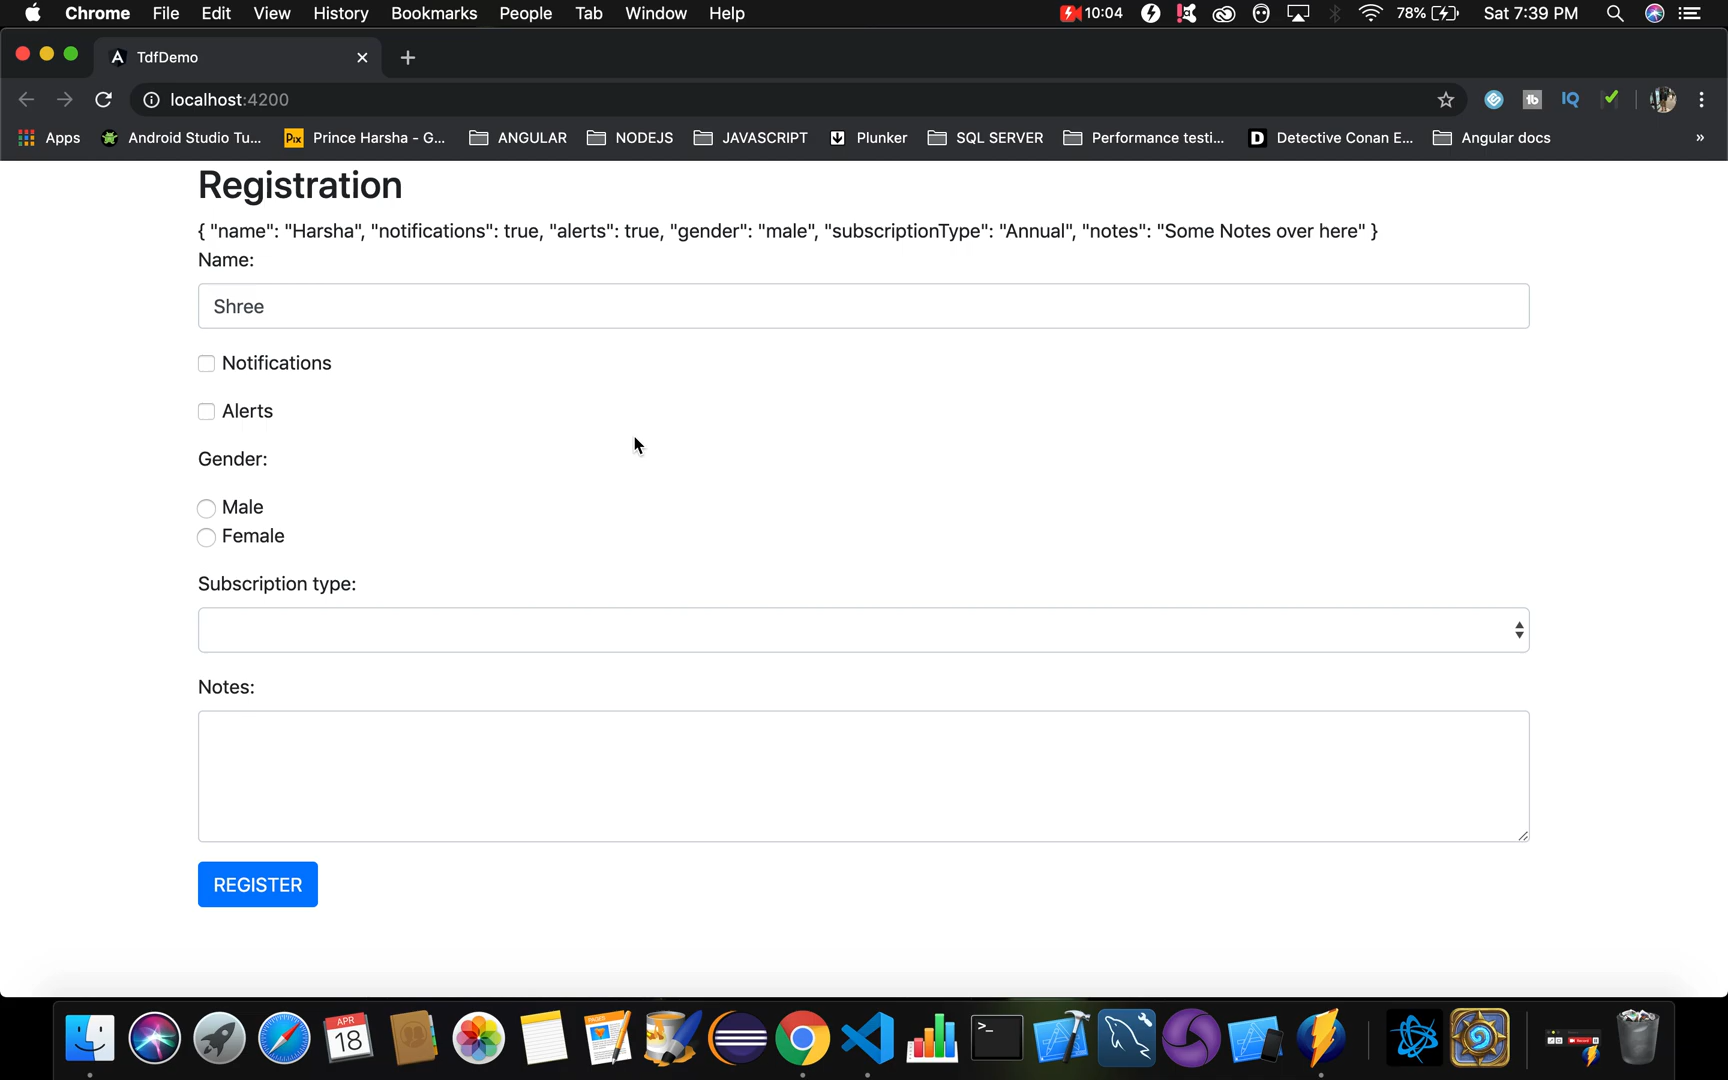 Chrome File Edit View History Bookmarks People Tab Window Help 10:04 78% Sat 7:39 PM
TdfDemo
localhost:4200
Apps Android Studio Tu... Prince Harsha - G... ANGULAR NODEJS JAVASCRIPT Plunker SQL SERVER Performance testi... Detective Conan E... Angular docs »
Registration
{ "name": "Harsha", "notifications": true, "alerts": true, "gender": "male", "subscriptionType": "Annual", "notes": "Some Notes over here" }
Name:
Shree
Notifications
Alerts
Gender:
Male
Female
Subscription type:
Notes:
REGISTER
APR
18